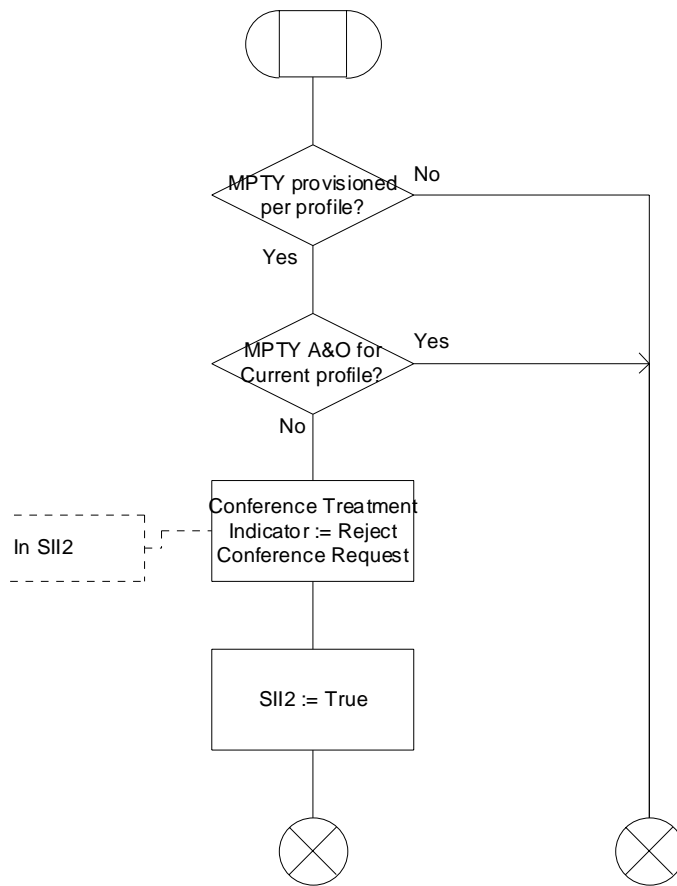 MPTY provisioned
per profile?
No
Yes
MPTY A&O for
Current profile?
Yes
No
Conference Treatment
Indicator := Reject
Conference Request
In SII2
SII2 := True